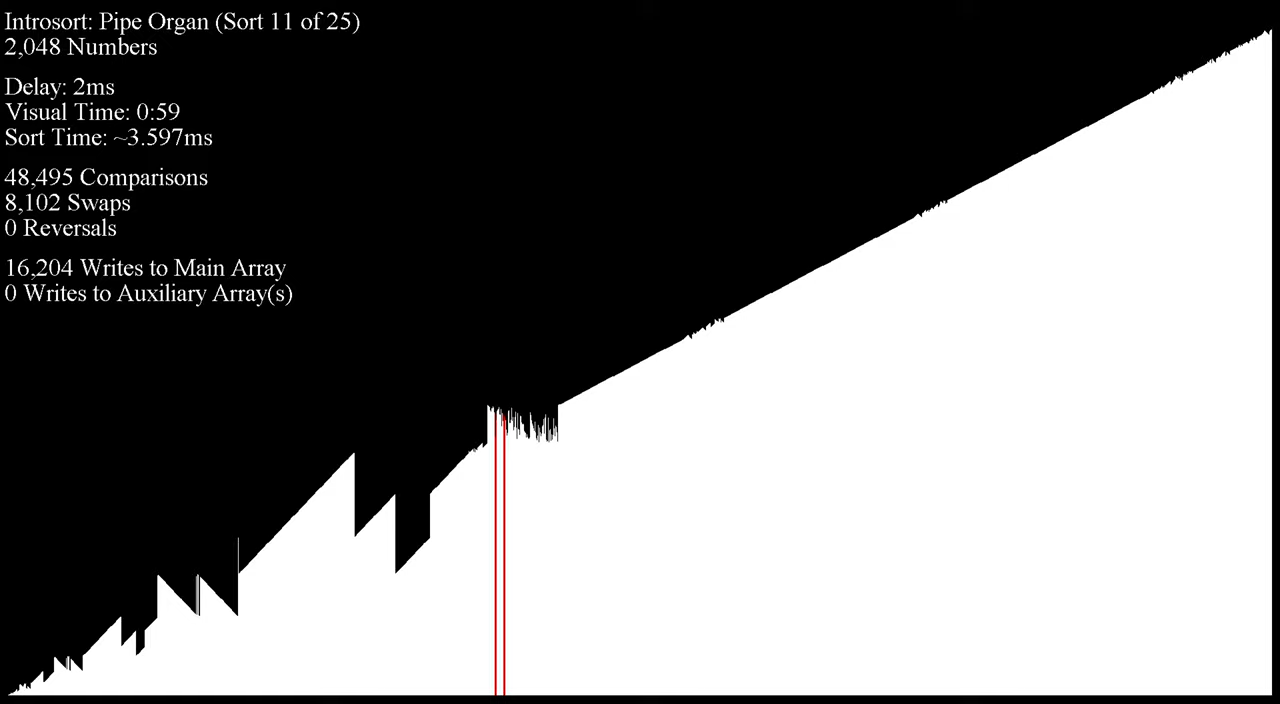 Introsort: Pipe Organ (Sort 11 of 25)
2,048 Numbers
Delay: 2ms
Visual Time: 0:59
Sort Time: ~3.597ms
48,495 Comparisons
8,102 Swaps
0 Reversals
16,204 Writes to Main Array
0 Writes to Auxiliary Array(s)